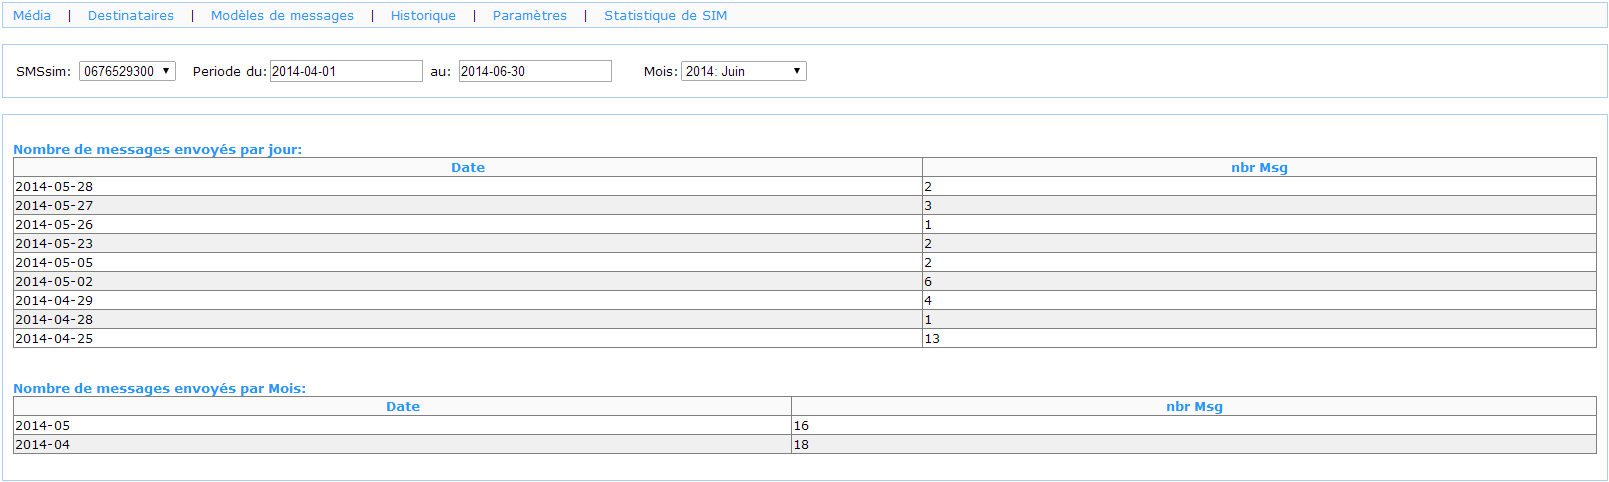 Média | Destinataires | Modèles de messages | Historique | Paramètres | Statistique de SIM
SMSsim: 0676529300 Periode du: 2014-04-01 au: 2014-06-30 Mois: 2014: Juin
Nombre de messages envoyés par jour:
Date nbr Msg
2014-05-28 2
2014-05-27 3
2014-05-26 1
2014-05-23 2
2014-05-05 2
2014-05-02 6
2014-04-29 4
2014-04-28 1
2014-04-25 13
Nombre de messages envoyés par Mois:
Date nbr Msg
2014-05 16
2014-04 18